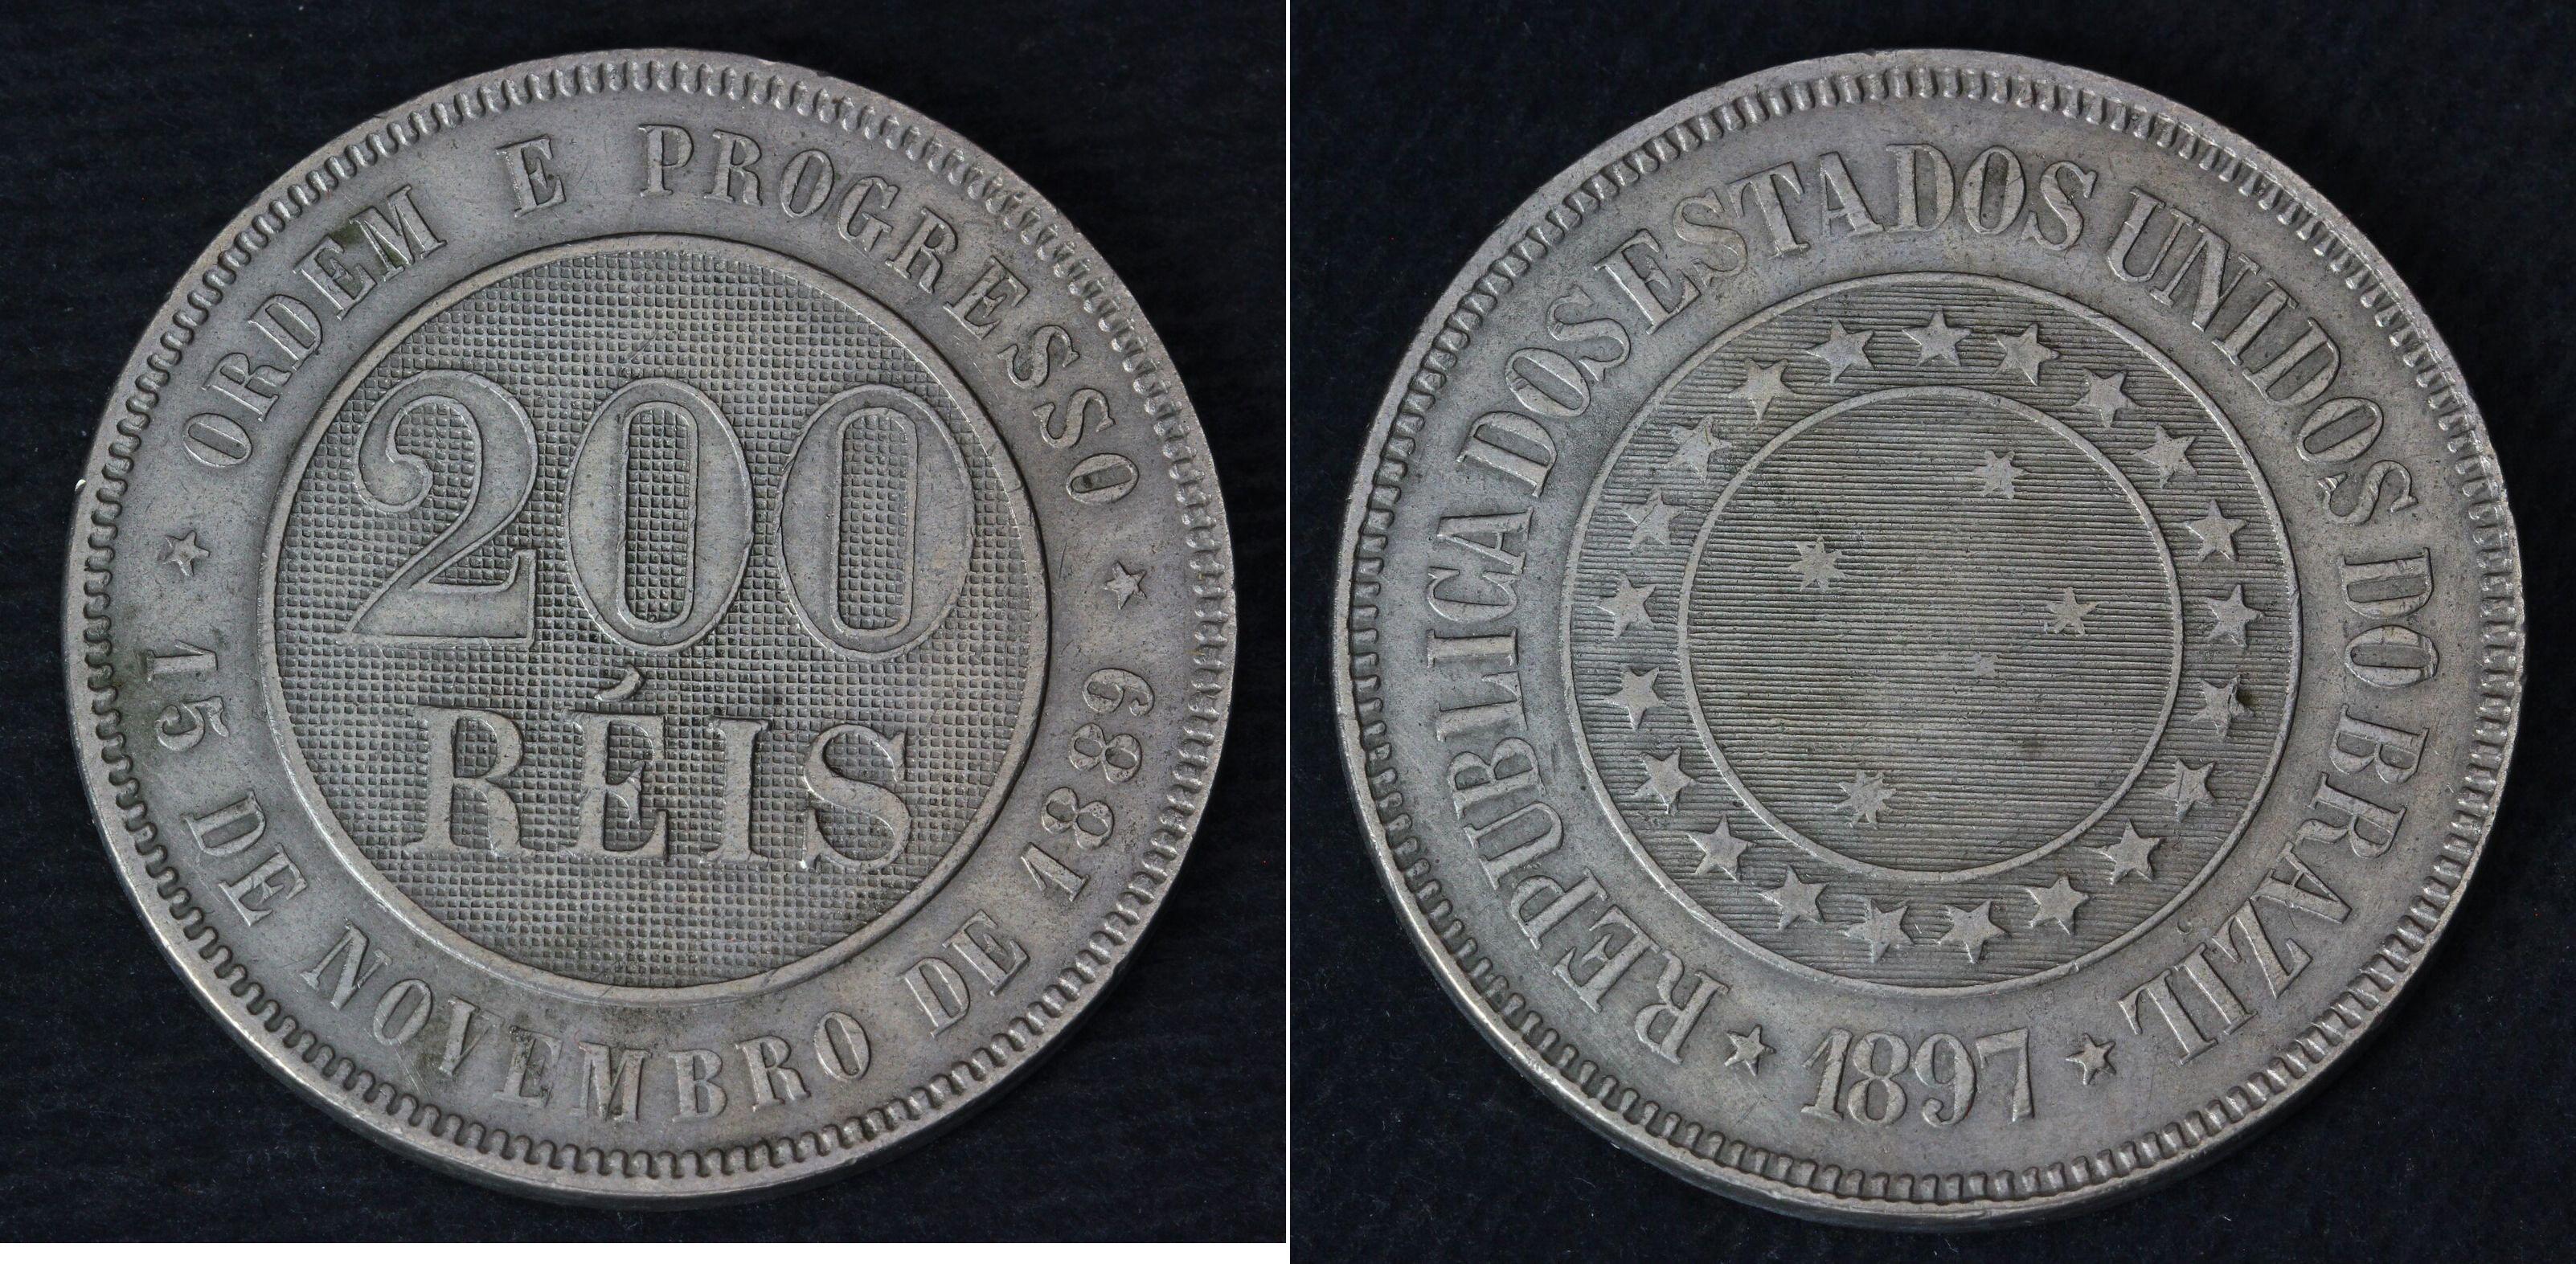 ORDEM E PROGRESSO
200
RÉIS
15 DE NOVEMBRO DE 1889
REPUBLICA DOS ESTADOS UNIDOS DO BRAZIL
1897